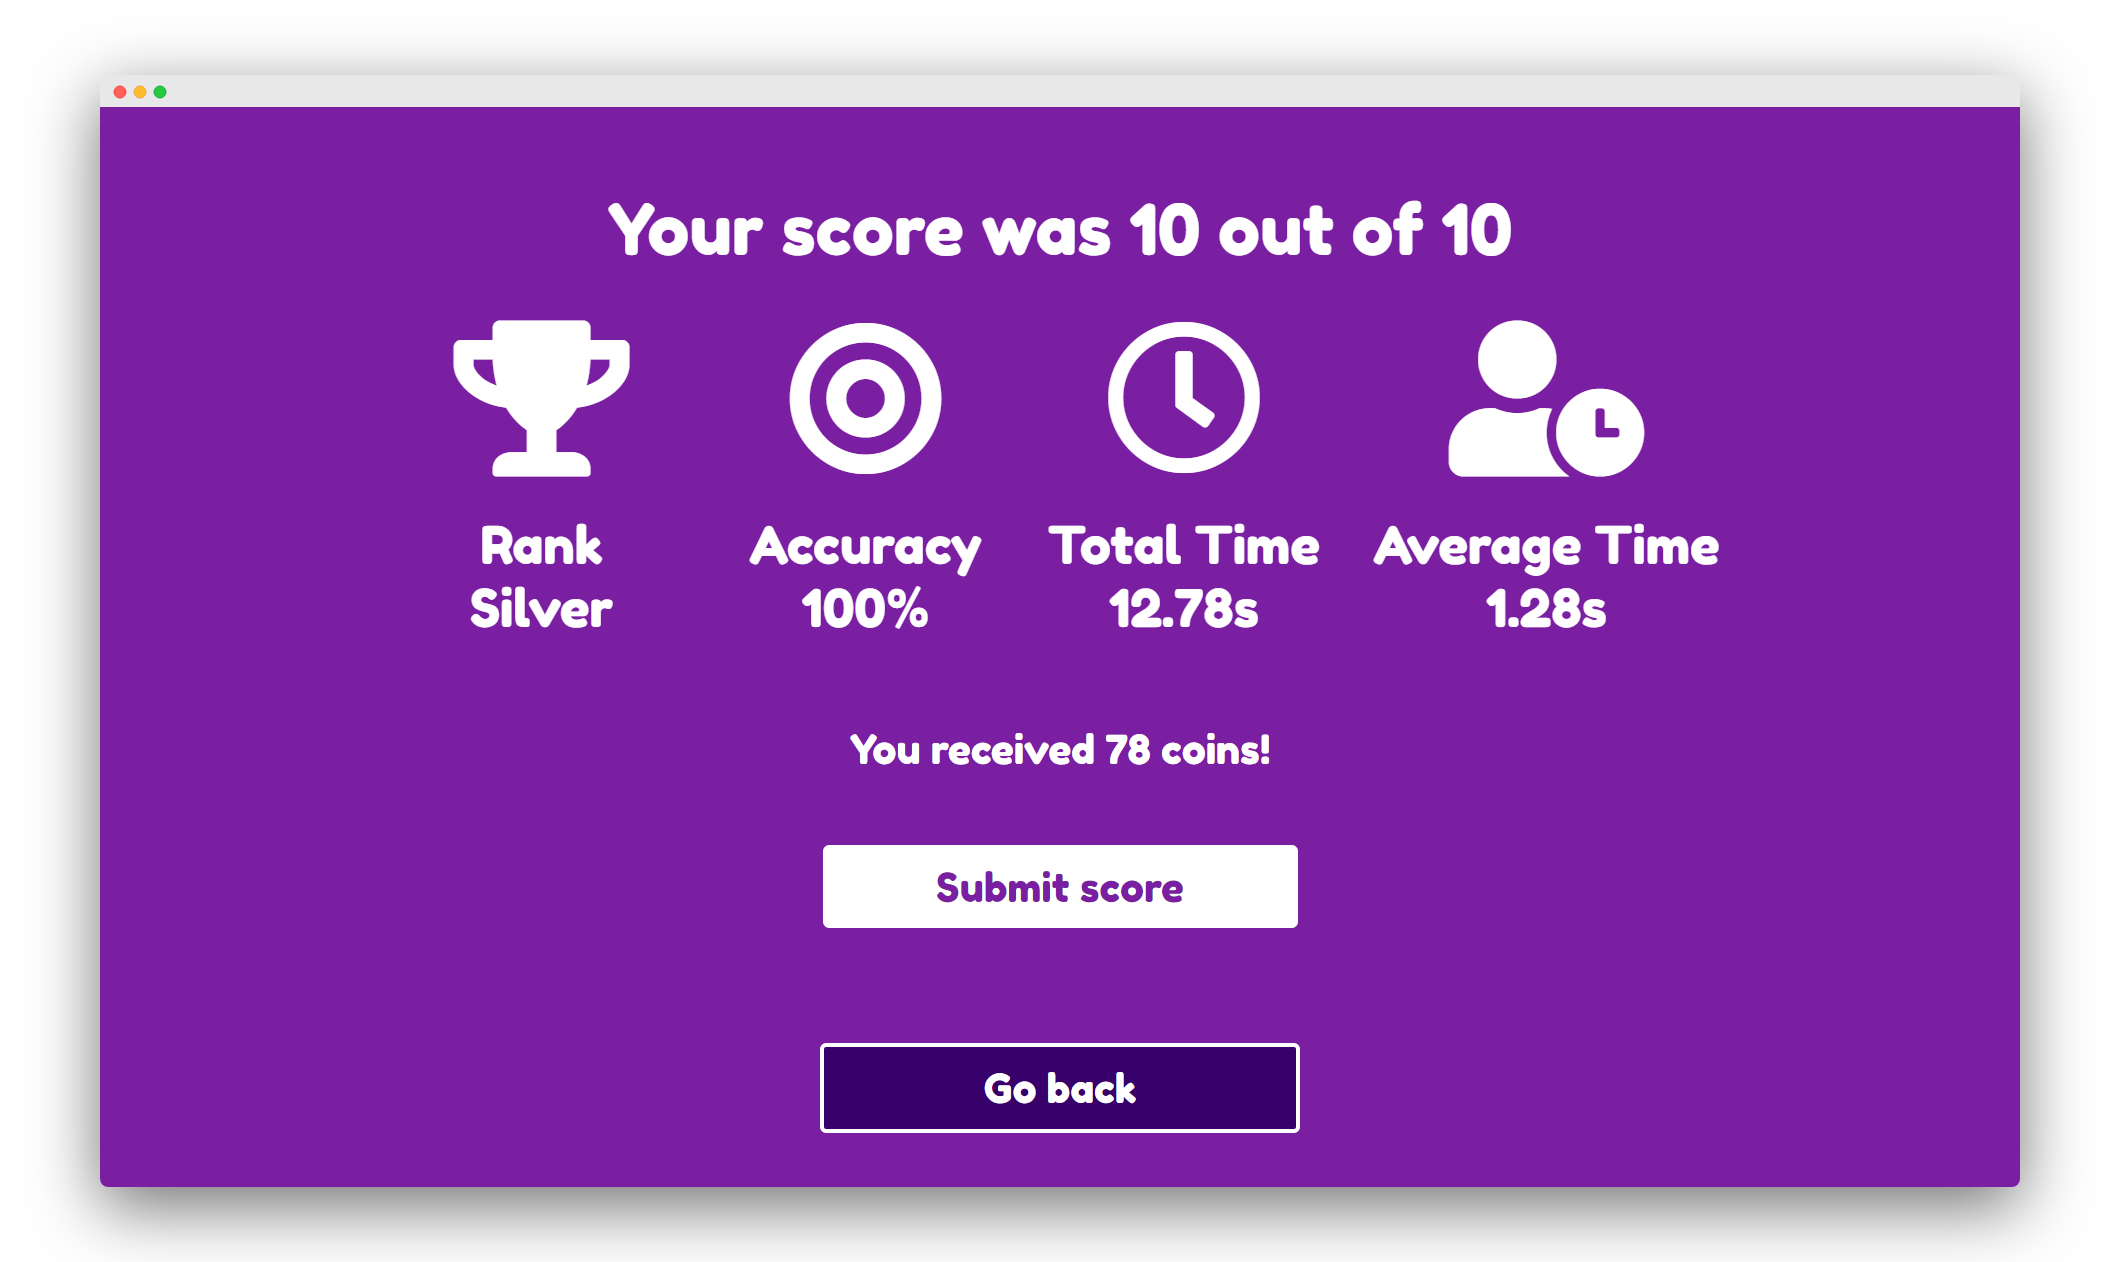 Your score was 10 out of 10
Rank
Silver
Accuracy
100%
Total Time
12.78s
Average Time
1.28s
You received 78 coins!
Submit score
Go back